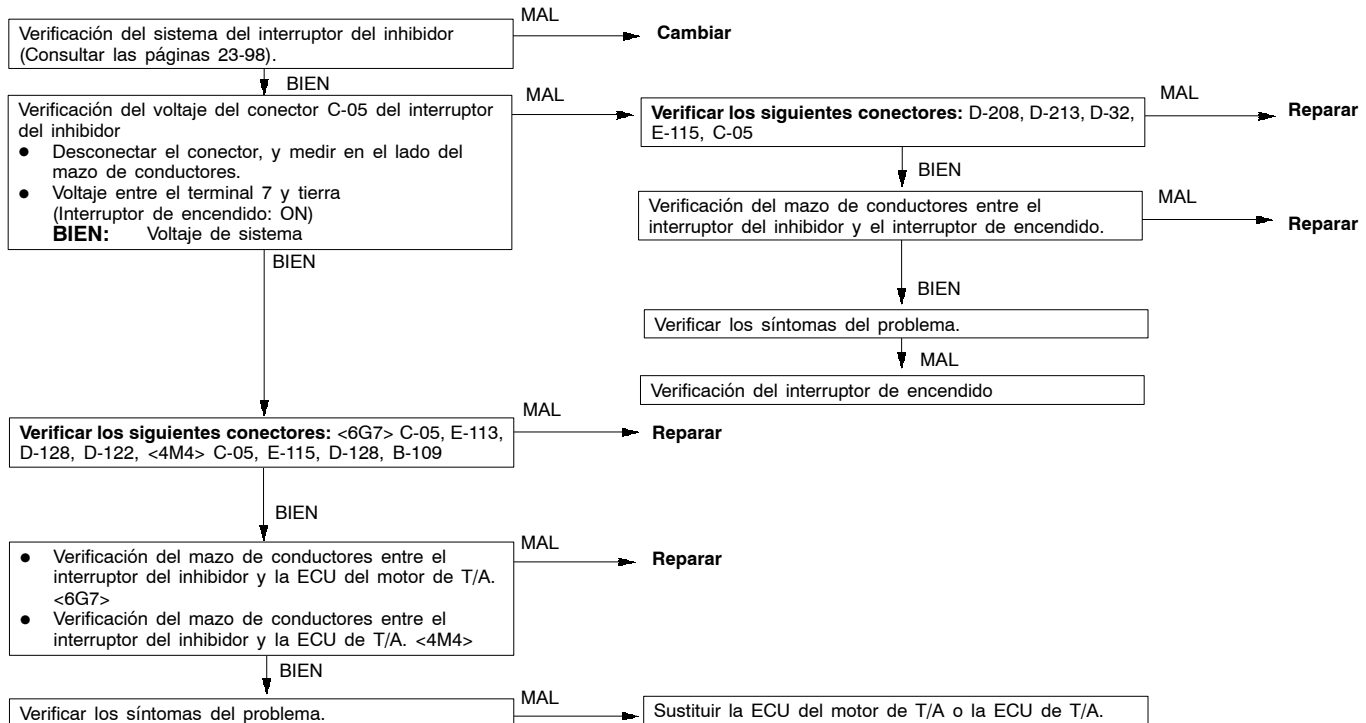 Verificación del sistema del interruptor del inhibidor
(Consultar las páginas 23-98).
MAL
Cambiar
BIEN
Verificación del voltaje del conector C-05 del interruptor
del inhibidor
● Desconectar el conector, y medir en el lado del
mazo de conductores.
● Voltaje entre el terminal 7 y tierra
(Interruptor de encendido: ON)
BIEN: Voltaje de sistema
MAL
Verificar los siguientes conectores: D-208, D-213, D-32,
E-115, C-05
MAL
Reparar
BIEN
Verificación del mazo de conductores entre el
interruptor del inhibidor y el interruptor de encendido.
MAL
Reparar
BIEN
BIEN
Verificar los síntomas del problema.
MAL
Verificación del interruptor de encendido
Verificar los siguientes conectores: <6G7> C-05, E-113,
D-128, D-122, <4M4> C-05, E-115, D-128, B-109
MAL
Reparar
BIEN
● Verificación del mazo de conductores entre el
interruptor del inhibidor y la ECU del motor de T/A.
<6G7>
● Verificación del mazo de conductores entre el
interruptor del inhibidor y la ECU de T/A. <4M4>
MAL
Reparar
BIEN
Verificar los síntomas del problema.
MAL
Sustituir la ECU del motor de T/A o la ECU de T/A.